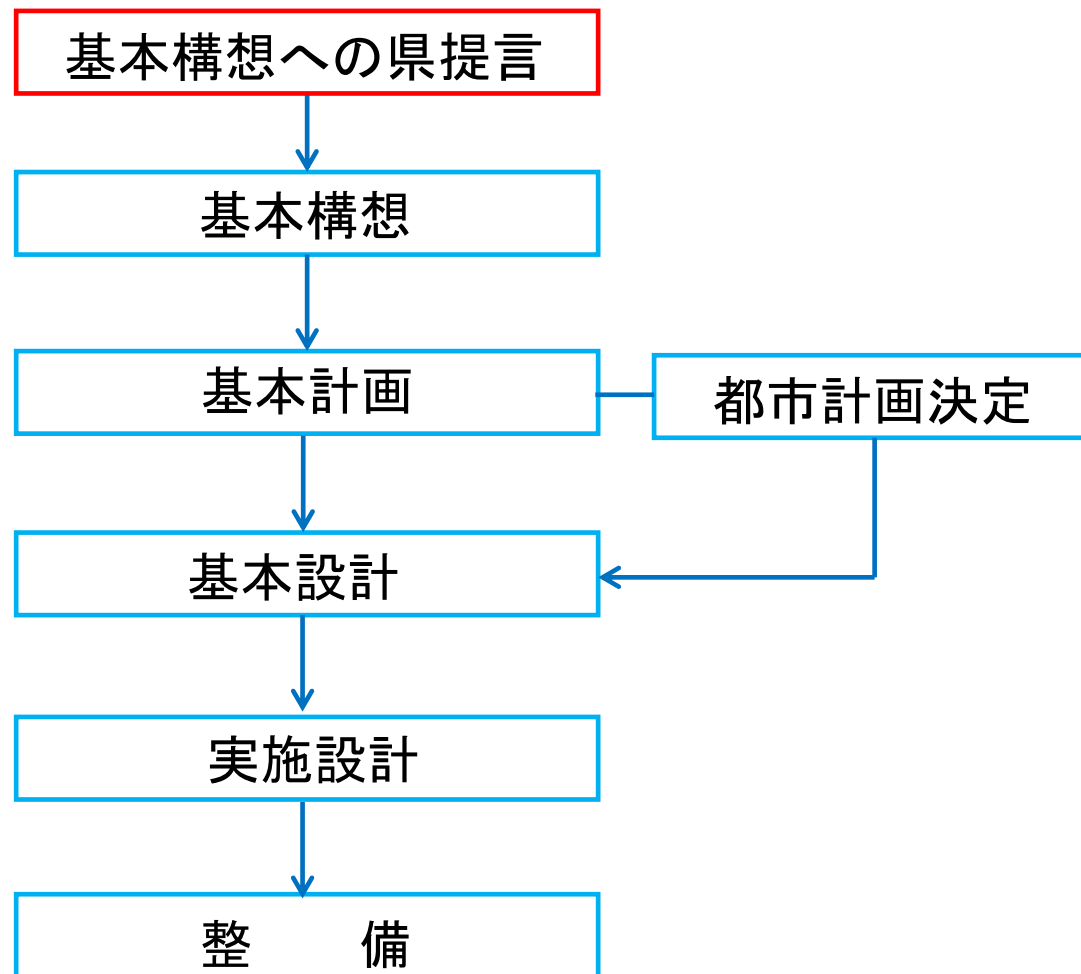 基本構想への県提言
基本構想
基本計画
都市計画決定
基本設計
実施設計
整　　備